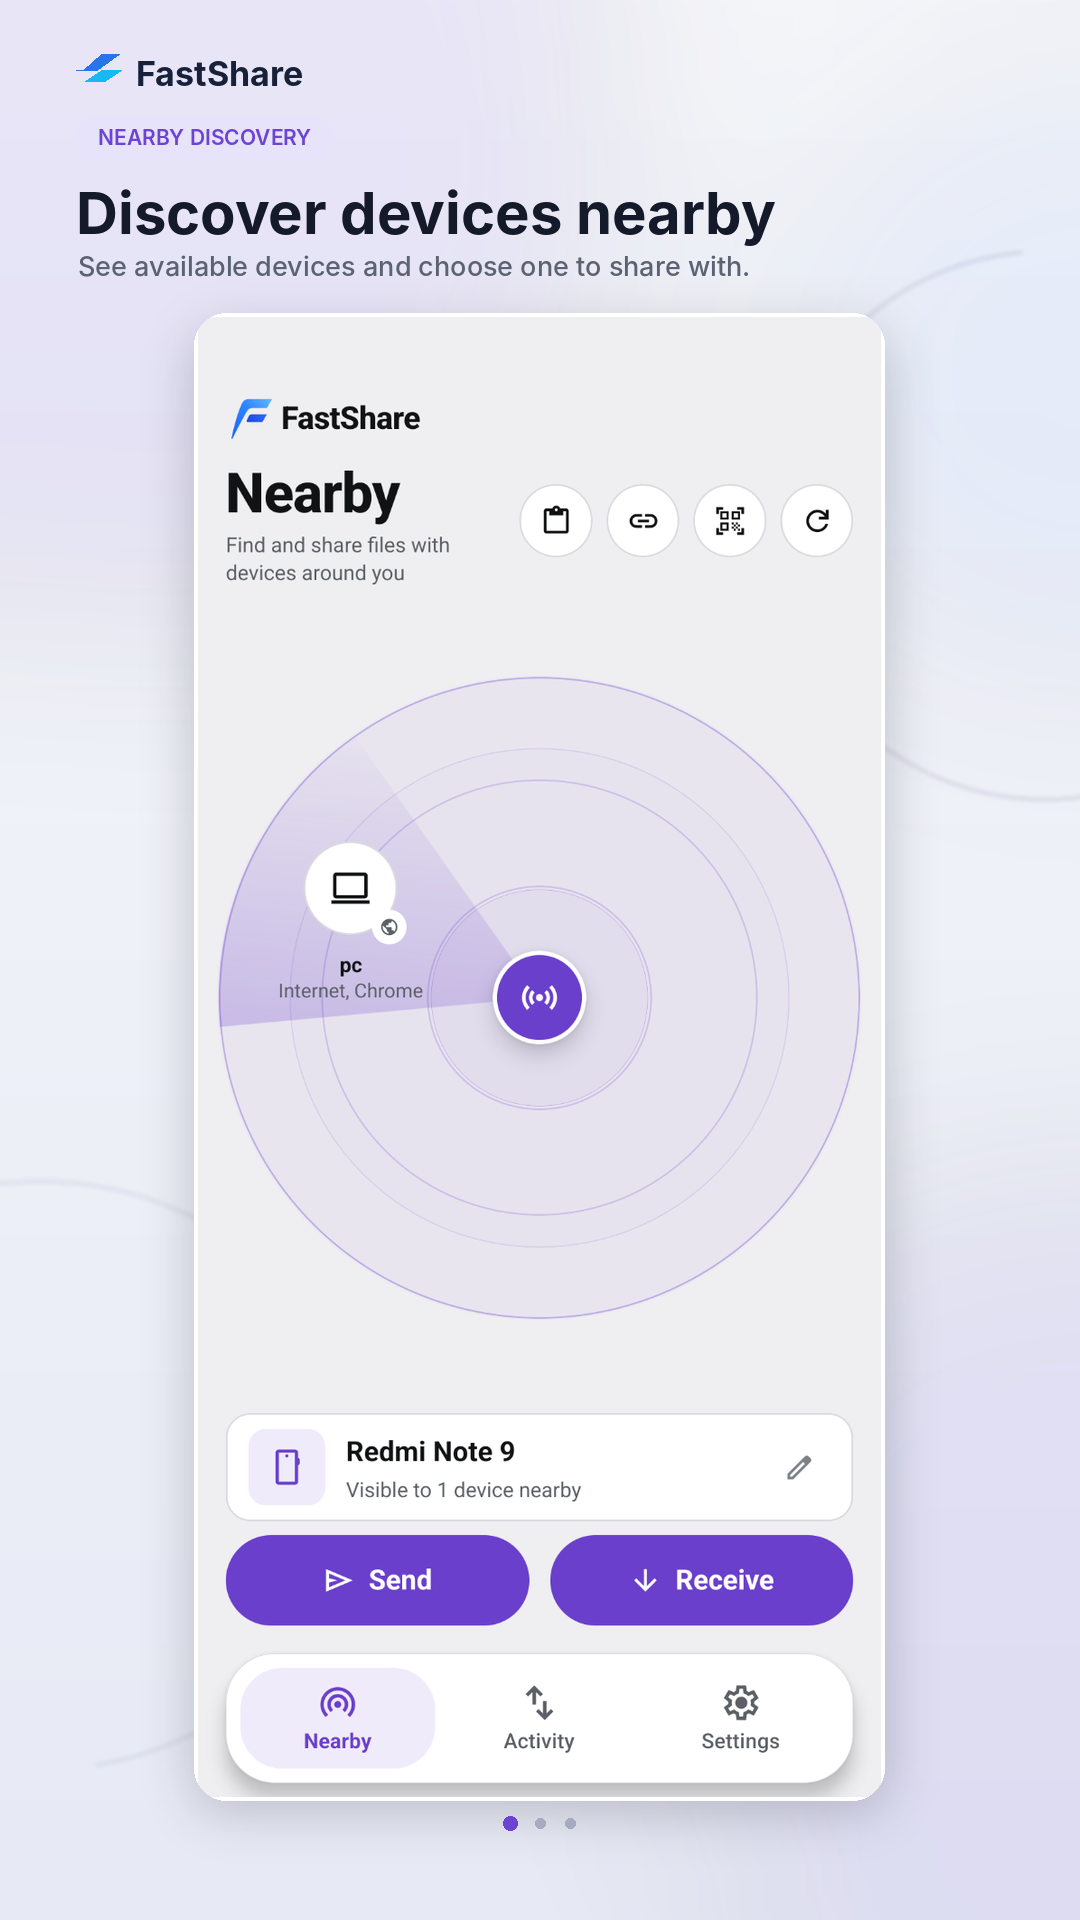 FastShare
NEARBY DISCOVERY
Discover devices nearby
See available devices and choose one to share with.
FastShare
Nearby
Find and share files with
devices around you
pc
Internet, Chrome
Redmi Note 9
Visible to 1 device nearby
Send
Receive
Nearby
Activity
Settings